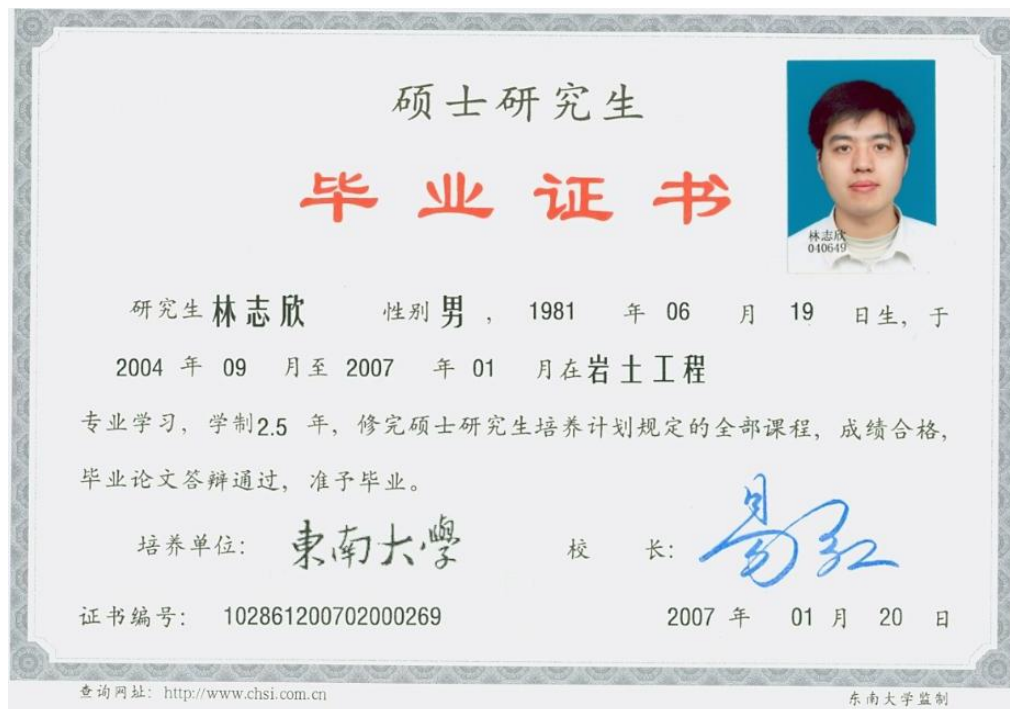 硕士研究生
毕业证书
林志欣
040649
研究生 林志欣 性别 男 , 1981 年 06 月 19 日生, 于
2004 年 09 月至 2007 年 01 月在 岩土工程
专业学习, 学制 2.5 年, 修完硕士研究生培养计划规定的全部课程, 成绩合格,
毕业论文答辩通过, 准予毕业。
培养单位: 東南大學 校 长: 易红
证书编号: 102861200702000269 2007 年 01 月 20 日
查询网址: http://www.chsi.com.cn 东南大学监制